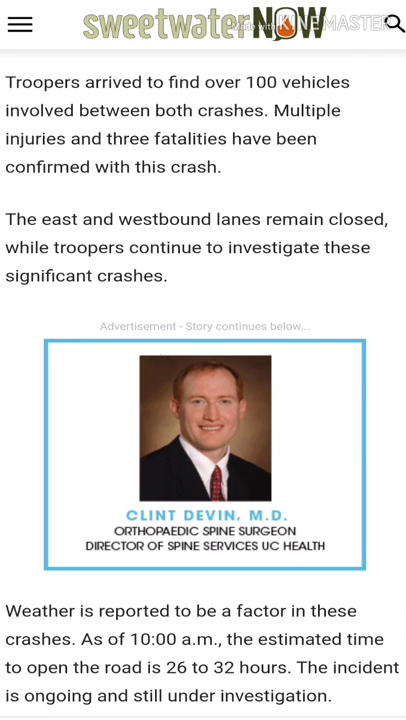 sweetwaterNOW
Made with KINEMASTER
Troopers arrived to find over 100 vehicles
involved between both crashes. Multiple
injuries and three fatalities have been
confirmed with this crash.
The east and westbound lanes remain closed,
while troopers continue to investigate these
significant crashes.
Advertisement - Story continues below...
CLINT DEVIN, M.D.
ORTHOPAEDIC SPINE SURGEON
DIRECTOR OF SPINE SERVICES UC HEALTH
Weather is reported to be a factor in these
crashes. As of 10:00 a.m., the estimated time
to open the road is 26 to 32 hours. The incident
is ongoing and still under investigation.